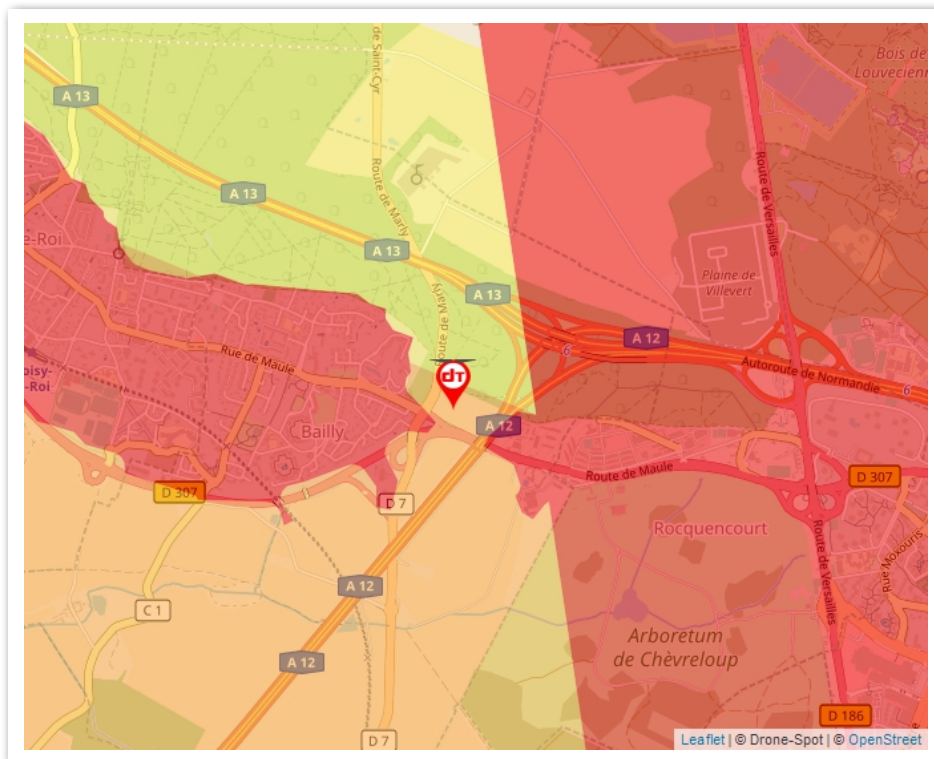 Bois de
Louvecienn
A 13
de Saint-Cyr
Route de Marly
Route de Versailles
A 13
e-Roi
A 13
A 13
Plaine de
Villevert
Route de Marly
6
A 12
Autoroute de Normandie
6
Rue de Maule
oisy-
-Roi
dT
Bailly
A 12
Route de Maule
D 307
D 307
D 7
Rocquencourt
Route de Versailles
Rue Moxouris
A 12
C 1
Arboretum
de Chèvreloup
A 12
D 186
D 7
Leaflet | © Drone-Spot | © OpenStreet